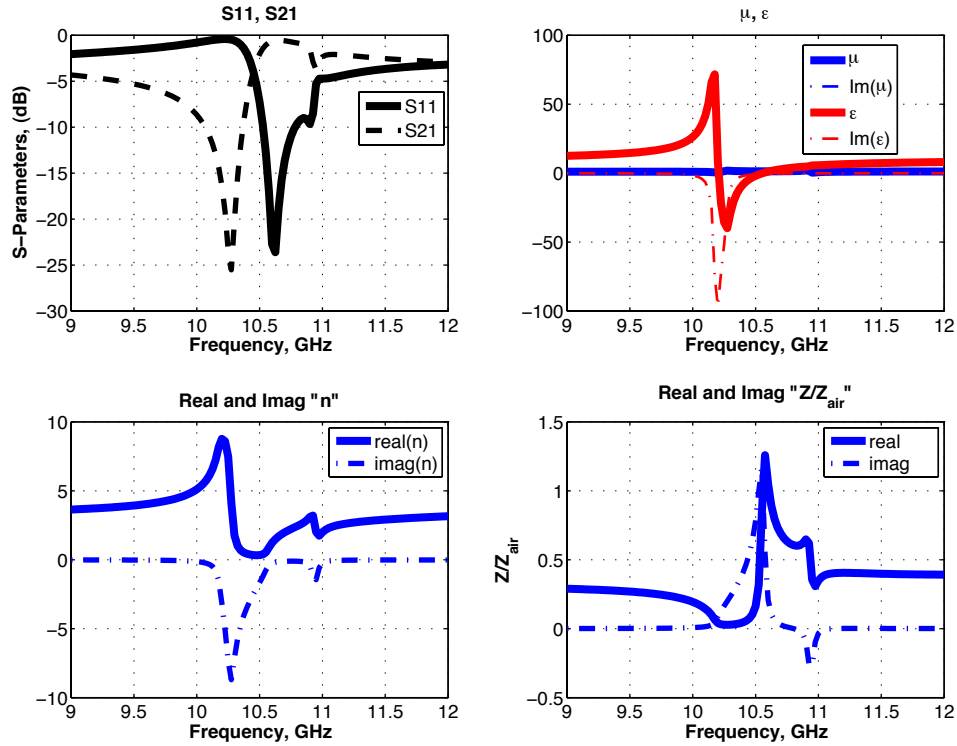 S11, S21
0
−5
−10
−15
−20
−25
−30
S−Parameters, (dB)
S11
S21
9 9.5 10 10.5 11 11.5 12
Frequency, GHz
μ, ε
100
50
0
−50
−100
μ
Im(μ)
ε
Im(ε)
9 9.5 10 10.5 11 11.5 12
Frequency, GHz
Real and Imag "n"
10
5
0
−5
−10
real(n)
imag(n)
9 9.5 10 10.5 11 11.5 12
Frequency, GHz
Real and Imag "Z/Zair"
1.5
1
0.5
0
−0.5
Z/Zair
real
imag
9 9.5 10 10.5 11 11.5 12
Frequency, GHz